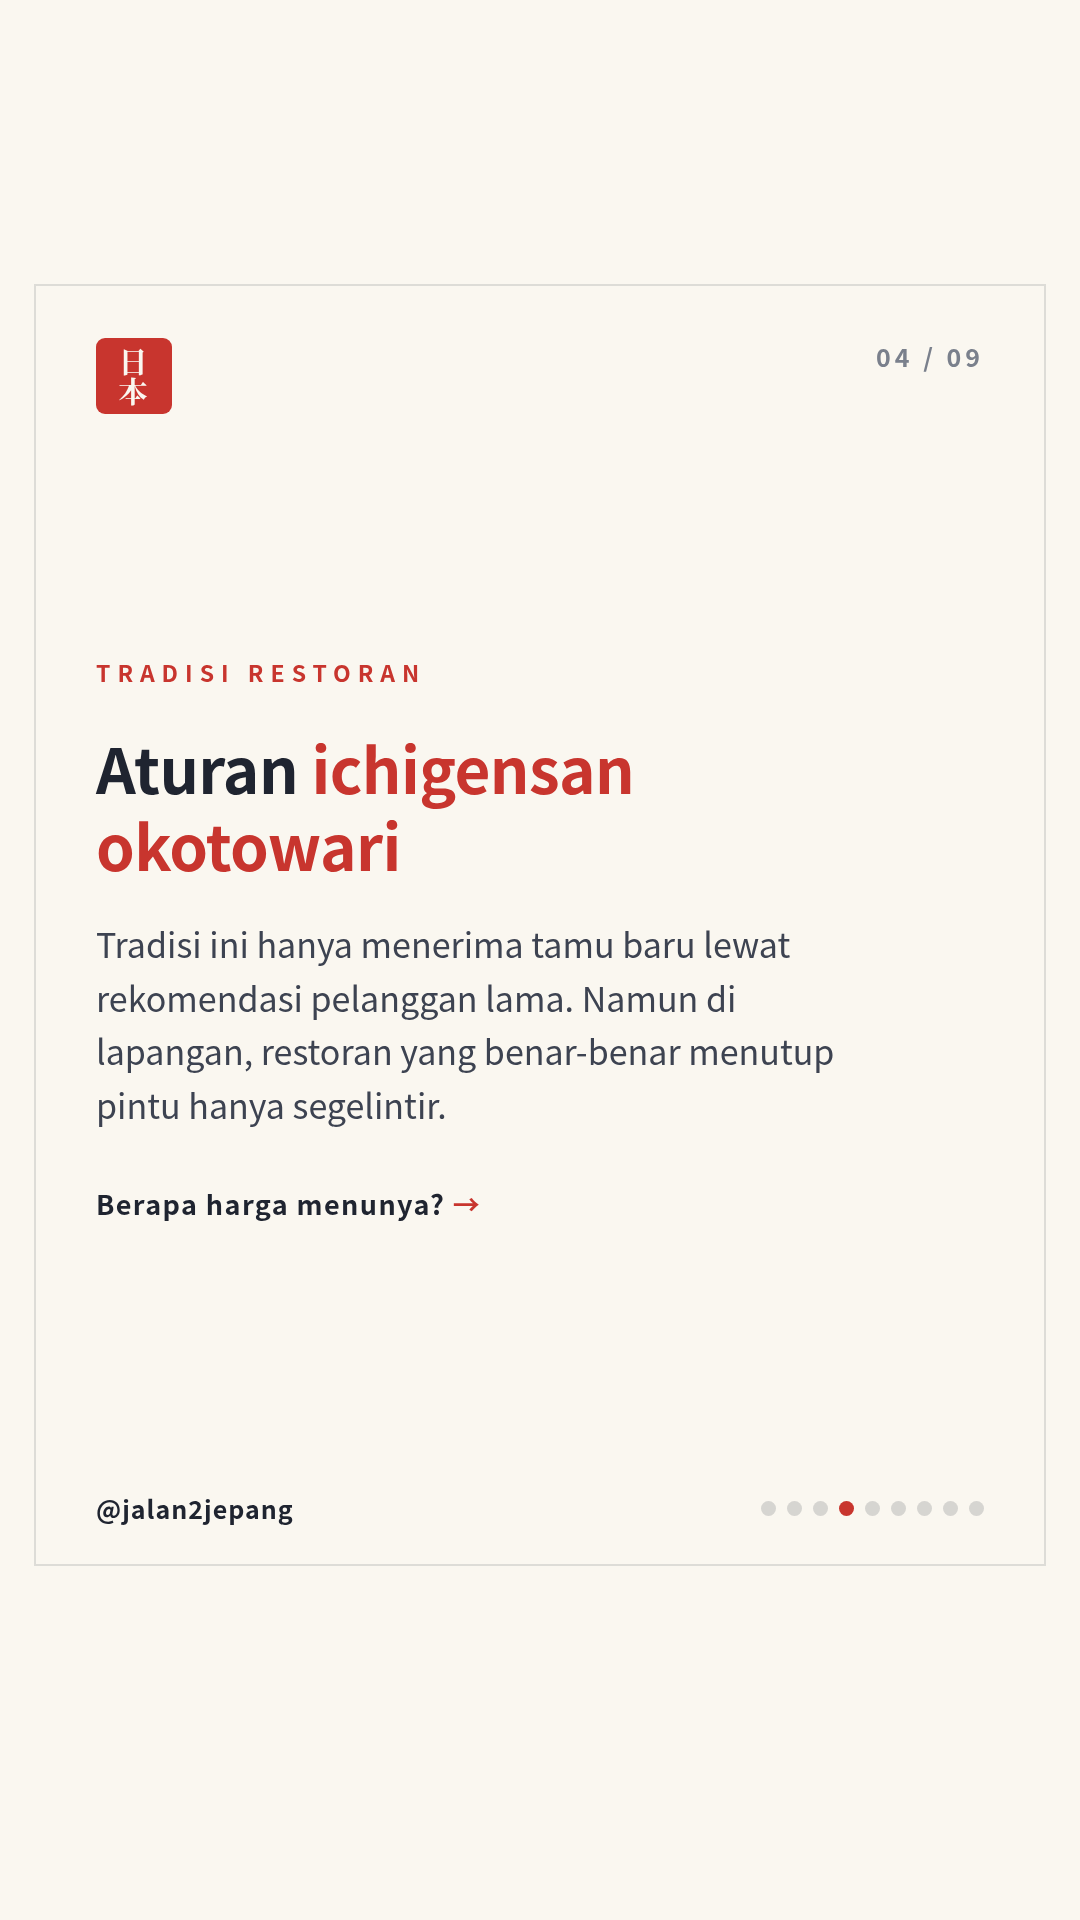 日
本
04 / 09
TRADISI RESTORAN
Aturan ichigensan
okotowari
Tradisi ini hanya menerima tamu baru lewat
rekomendasi pelanggan lama. Namun di
lapangan, restoran yang benar-benar menutup
pintu hanya segelintir.
Berapa harga menunya? →
@jalan2jepang